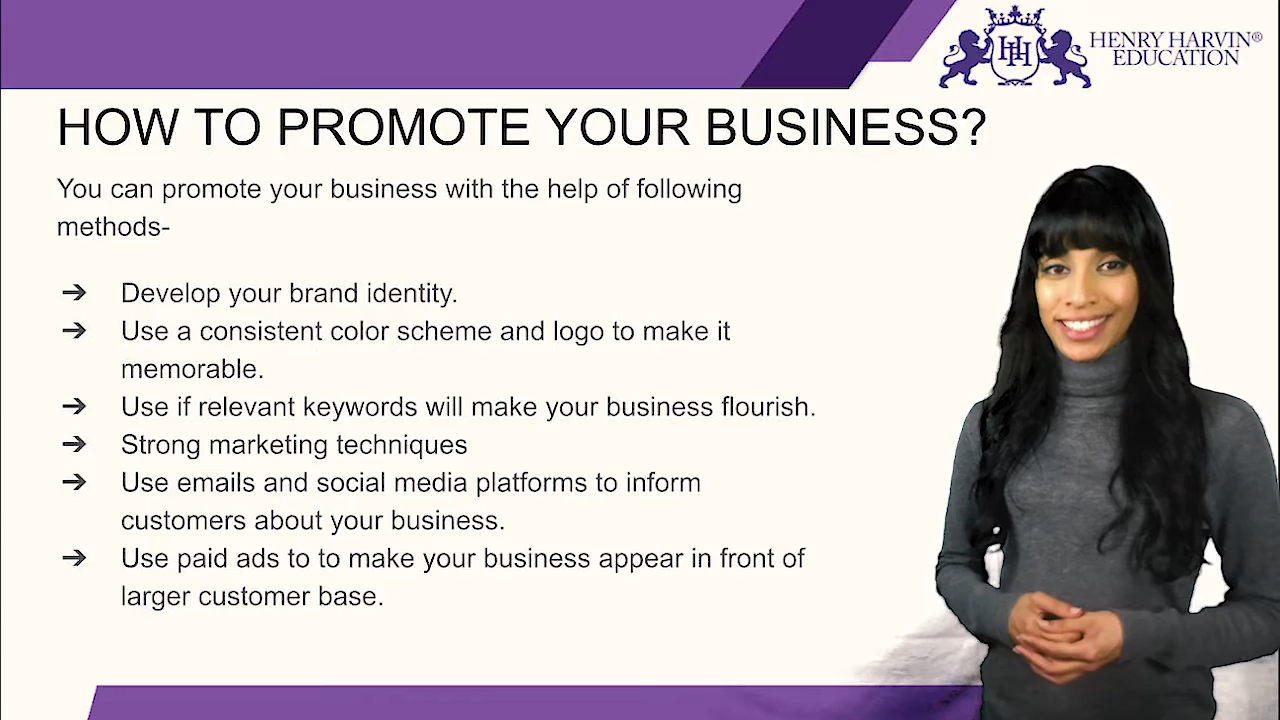 HENRY HARVIN®
EDUCATION
HOW TO PROMOTE YOUR BUSINESS?
You can promote your business with the help of following
methods-
➔ Develop your brand identity.
➔ Use a consistent color scheme and logo to make it
memorable.
➔ Use if relevant keywords will make your business flourish.
➔ Strong marketing techniques
➔ Use emails and social media platforms to inform
customers about your business.
➔ Use paid ads to to make your business appear in front of
larger customer base.